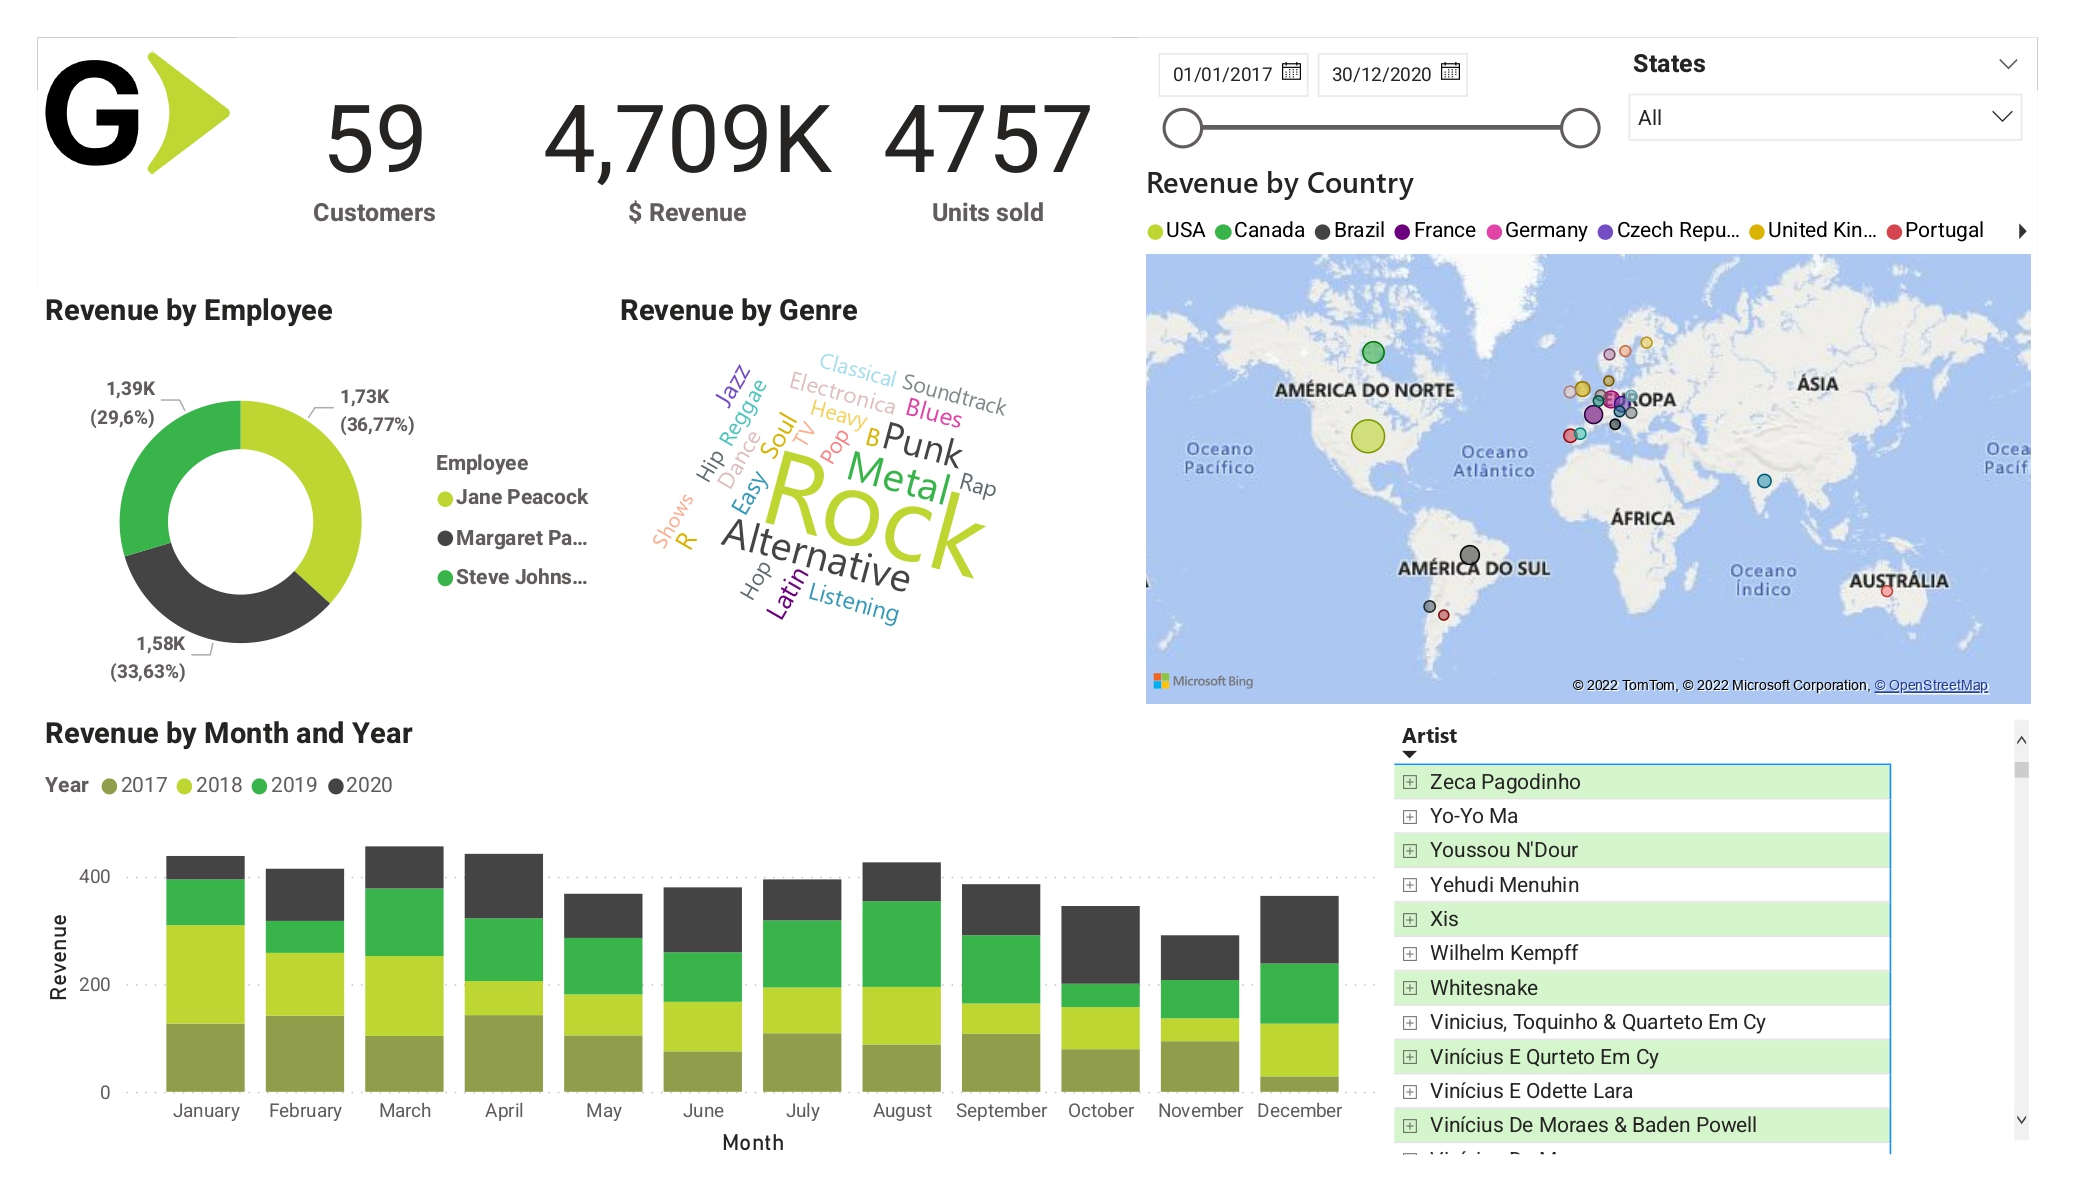 G
59
Customers
4,709K
$ Revenue
4757
Units sold
01/01/2017
30/12/2020
States
All
Revenue by Country
USA Canada Brazil France Germany Czech Repu... United Kin... Portugal
AMÉRICA DO NORTE
EUROPA
ÁSIA
Oceano
Pacífico
Oceano
Atlântico
Ocea
Pacíf
ÁFRICA
AMÉRICA DO SUL
Oceano
Índico
AUSTRÁLIA
Microsoft Bing
© 2022 TomTom, © 2022 Microsoft Corporation, © OpenStreetMap
Revenue by Employee
1,39K
(29,6%)
1,73K
(36,77%)
1,58K
(33,63%)
Employee
Jane Peacock
Margaret Pa...
Steve Johns...
Revenue by Genre
Classical
Soundtrack
Jazz
Reggae
Electronica
Blues
Heavy
Soul
TV
Pop
B
Punk
Hip
Dance
Metal
Rap
Easy
Rock
Shows
R
Alternative
Hop
Latin
Listening
Revenue by Month and Year
Year 2017 2018 2019 2020
Revenue
400
200
0
January February March April May June July August September October November December
Month
Artist
Zeca Pagodinho
Yo-Yo Ma
Youssou N'Dour
Yehudi Menuhin
Xis
Wilhelm Kempff
Whitesnake
Vinicius, Toquinho & Quarteto Em Cy
Vinícius E Qurteto Em Cy
Vinícius E Odette Lara
Vinícius De Moraes & Baden Powell